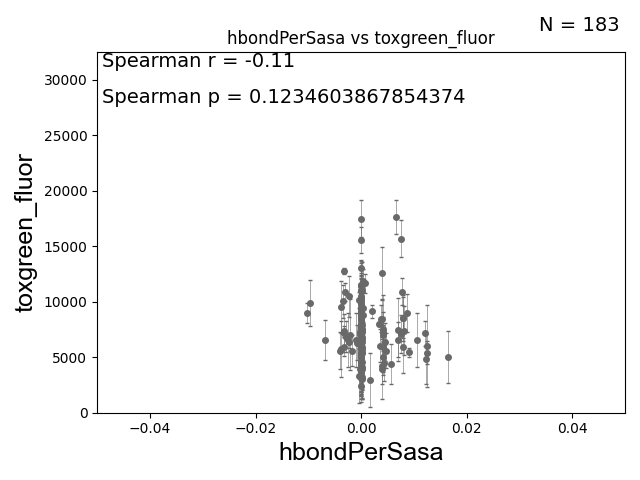 N = 183
hbondPerSasa vs toxgreen_fluor
Spearman r = -0.11
Spearman p = 0.1234603867854374
30000
25000
20000
15000
10000
5000
0
toxgreen_fluor
−0.04 −0.02 0.00 0.02 0.04
hbondPerSasa